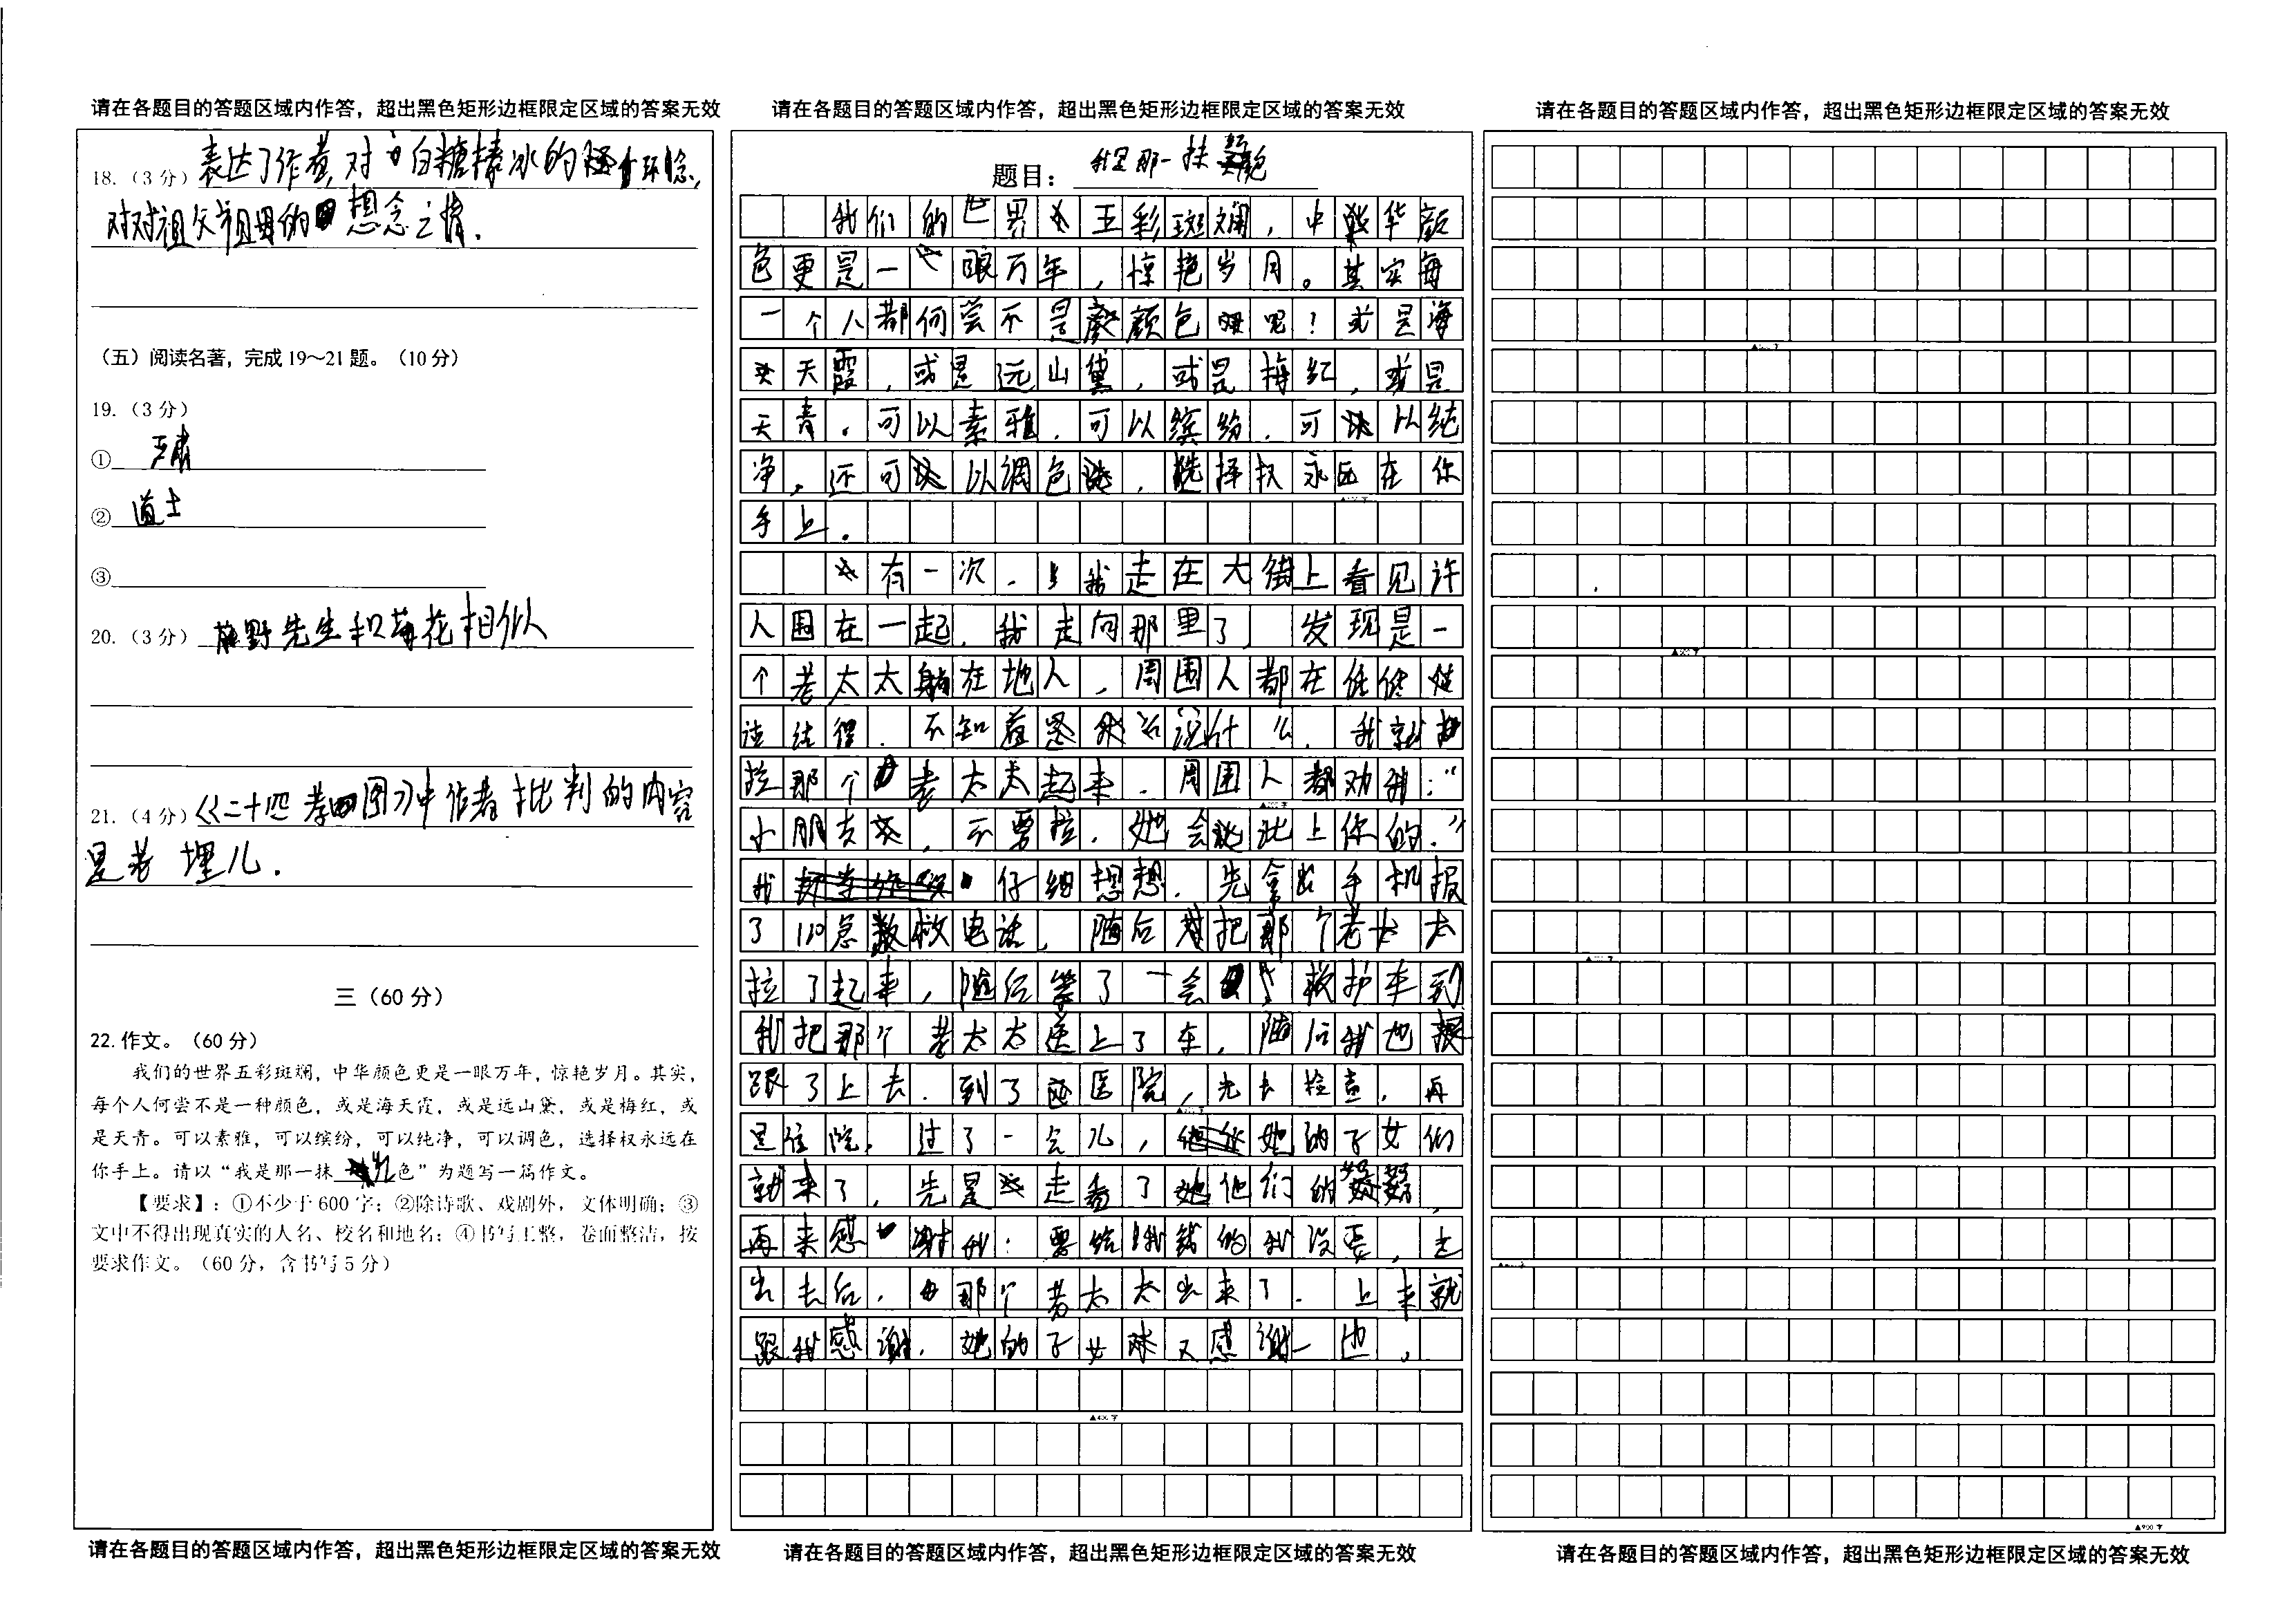 请在各题目的答题区域内作答，超出黑色矩形边框限定区域的答案无效
18.（3 分）表达了作者对白糖棒冰的怀念，
对对祖父祖母的想念之情.
（五）阅读名著，完成 19～21 题。（10 分）
19.（3 分）
① 严肃
② 道士
③
20.（3 分）藤野先生和菊花相似
21.（4 分）《二十四孝图》中作者批判的内容
是老 埋儿.
三（60 分）
22.作文。（60 分）
我们的世界五彩斑斓，中华颜色更是一眼万年，惊艳岁月。其实，
每个人何尝不是一种颜色，或是海天霞，或是远山黛，或是梅红，或
是天青。可以素雅，可以缤纷，可以纯净，可以调色，选择权永远在
你手上。请以“我是那一抹 红 色”为题写一篇作文。
【要求】：①不少于 600 字；②除诗歌、戏剧外，文体明确；③
文中不得出现真实的人名、校名和地名；④书写工整，卷面整洁，按
要求作文。（60 分，含书写 5 分）
请在各题目的答题区域内作答，超出黑色矩形边框限定区域的答案无效
请在各题目的答题区域内作答，超出黑色矩形边框限定区域的答案无效
题目：我是那一抹色
我们的世界五彩斑斓，中华颜
色更是一眼万年，惊艳岁月。其实每
一个人都何尝不是颜色呢？或是海
天霞，或是远山黛，或是梅红，或是
天青。可以素雅，可以缤纷，可以纯
净。还可以调色，选择权永远在你
手上。
有一次，我走在大街上看见许
人围在一起，我走向那里了，发现是一
个老太太躺在地人，周围人都在
不知道说什么，我就
拉那个老太太起来，周围人都劝我：“
小朋友，不要拉，她会讹上你的.”
我仔细想想，先拿出手机报
了120急救电话，随后把那个老太太
拉了起来，随后等了一会救护车到
我把那个老太太送上了车，随后我也
跟了上去，到了医院，先去检查，再
是住院，过了一会儿，她的子女们
就来了，先是走看了他们的
再来感谢我：要给我钱的我没要，走
出去后，那个老太太出来了，上来就
跟我感谢，她的子女又感谢一边，
▲400 字
请在各题目的答题区域内作答，超出黑色矩形边框限定区域的答案无效
请在各题目的答题区域内作答，超出黑色矩形边框限定区域的答案无效
▲900 字
请在各题目的答题区域内作答，超出黑色矩形边框限定区域的答案无效